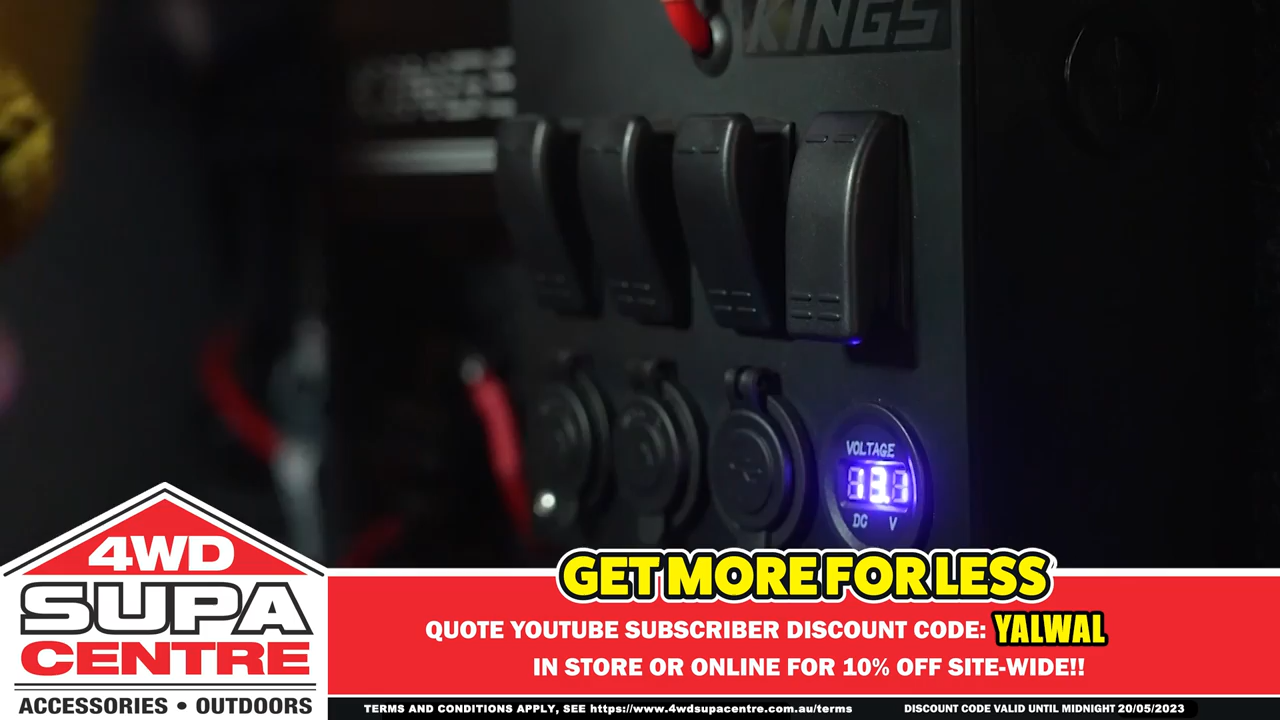 KINGS
VOLTAGE
13.1
DC V
4WD
SUPA
CENTRE
ACCESSORIES • OUTDOORS
GET MORE FOR LESS
QUOTE YOUTUBE SUBSCRIBER DISCOUNT CODE: YALWAL
IN STORE OR ONLINE FOR 10% OFF SITE-WIDE!!
TERMS AND CONDITIONS APPLY, SEE https://www.4wdsupacentre.com.au/terms
DISCOUNT CODE VALID UNTIL MIDNIGHT 20/05/2023